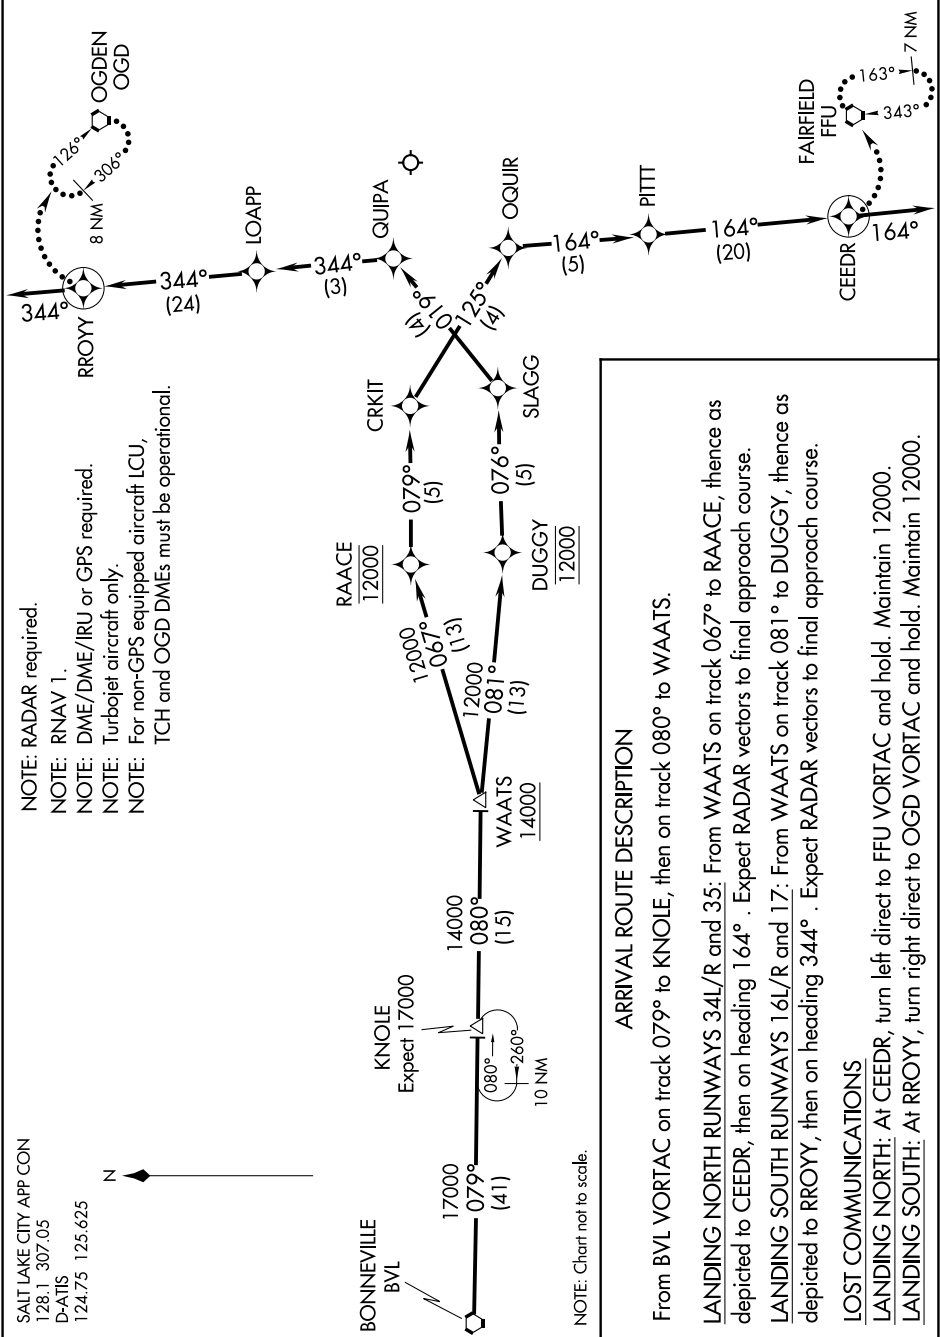 SALT LAKE CITY APP CON
128.1 307.05
D-ATIS
124.75 125.625
N
NOTE: RADAR required.
NOTE: RNAV 1.
NOTE: DME/DME/IRU or GPS required.
NOTE: Turbojet aircraft only.
NOTE: For non-GPS equipped aircraft LCU,
TCH and OGD DMEs must be operational.
344°
RROYY
126°
306°
8 NM
OGDEN
OGD
344°
(24)
LOAPP
344°
(3)
QUIPA
019°
(4)
BONNEVILLE
BVL
17000
079°
(41)
KNOLE
Expect 17000
080°
260°
10 NM
14000
080°
(15)
WAATS
14000
12000
067°
(13)
RAACE
12000
079°
(5)
CRKIT
125°
(4)
OQUIR
12000
081°
(13)
DUGGY
12000
076°
(5)
SLAGG
164°
(5)
PITTT
164°
(20)
CEEDR
164°
FAIRFIELD
FFU
163°
343°
7 NM
NOTE: Chart not to scale.
ARRIVAL ROUTE DESCRIPTION
From BVL VORTAC on track 079° to KNOLE, then on track 080° to WAATS.
LANDING NORTH RUNWAYS 34L/R and 35: From WAATS on track 067° to RAACE, thence as
depicted to CEEDR, then on heading 164° . Expect RADAR vectors to final approach course.
LANDING SOUTH RUNWAYS 16L/R and 17: From WAATS on track 081° to DUGGY, thence as
depicted to RROYY, then on heading 344° . Expect RADAR vectors to final approach course.
LOST COMMUNICATIONS
LANDING NORTH: At CEEDR, turn left direct to FFU VORTAC and hold. Maintain 12000.
LANDING SOUTH: At RROYY, turn right direct to OGD VORTAC and hold. Maintain 12000.